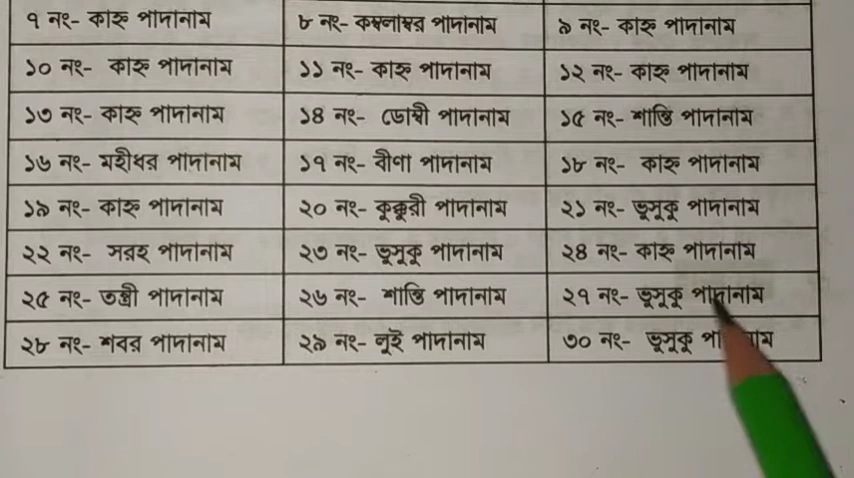 ৭ নং- কাহ্ন পাদানাম ৮ নং- কম্বলাম্বর পাদানাম ৯ নং- কাহ্ন পাদানাম
১০ নং- কাহ্ন পাদানাম ১১ নং- কাহ্ন পাদানাম ১২ নং- কাহ্ন পাদানাম
১৩ নং- কাহ্ন পাদানাম ১৪ নং- ডোম্বী পাদানাম ১৫ নং- শান্তি পাদানাম
১৬ নং- মহীধর পাদানাম ১৭ নং- বীণা পাদানাম ১৮ নং- কাহ্ন পাদানাম
১৯ নং- কাহ্ন পাদানাম ২০ নং- কুক্কুরী পাদানাম ২১ নং- ভুসুকু পাদানাম
২২ নং- সরহ পাদানাম ২৩ নং- ভুসুকু পাদানাম ২৪ নং- কাহ্ন পাদানাম
২৫ নং- তন্ত্রী পাদানাম ২৬ নং- শান্তি পাদানাম ২৭ নং- ভুসুকু পাদানাম
২৮ নং- শবর পাদানাম ২৯ নং- লুই পাদানাম ৩০ নং- ভুসুকু